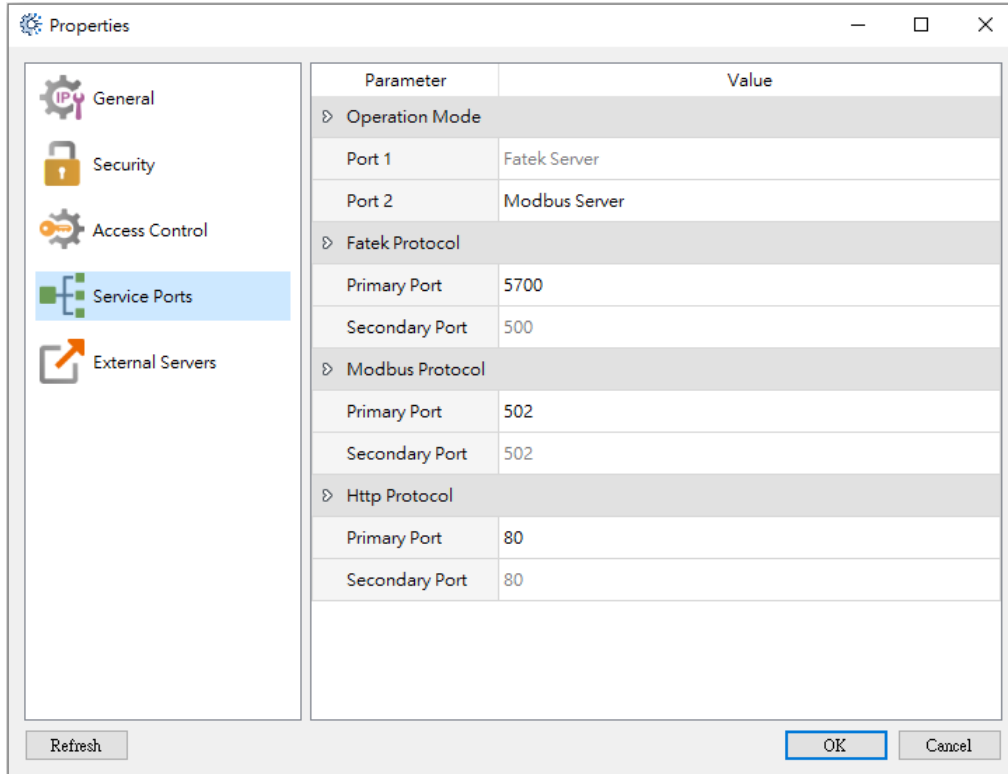 Properties
General
Security
Access Control
Service Ports
External Servers
Parameter Value
Operation Mode
Port 1 Fatek Server
Port 2 Modbus Server
Fatek Protocol
Primary Port 5700
Secondary Port 500
Modbus Protocol
Primary Port 502
Secondary Port 502
Http Protocol
Primary Port 80
Secondary Port 80
Refresh OK Cancel